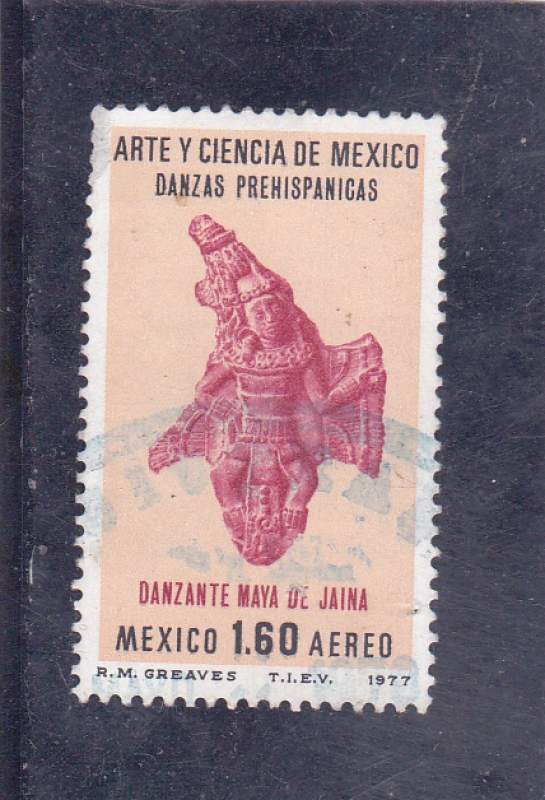 ARTE Y CIENCIA DE MEXICO
DANZAS PREHISPANICAS
DANZANTE MAYA DE JAINA
MEXICO 1.60 AEREO
R.M. GREAVES T.I.E.V. 1977